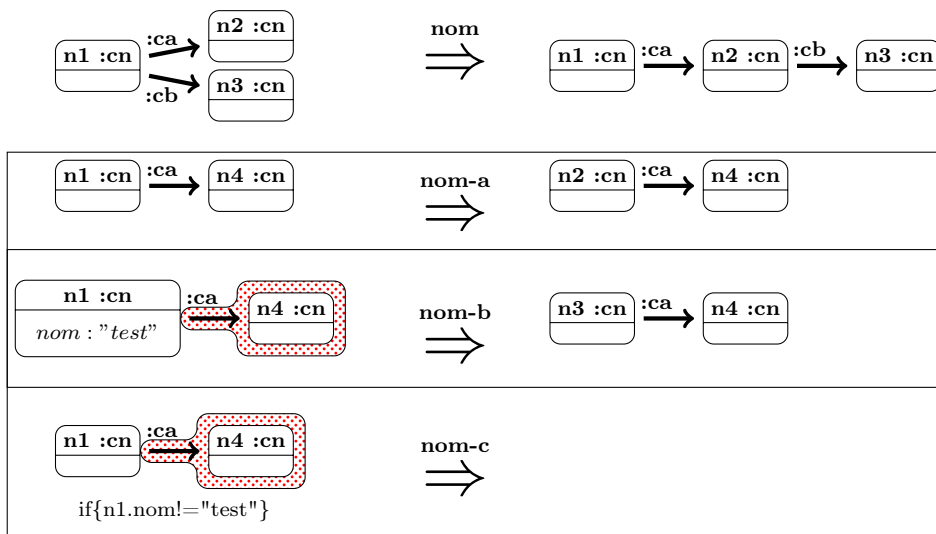 n1 :cn :ca n2 :cn :cb n3 :cn nom n1 :cn :ca n2 :cn :cb n3 :cn
n1 :cn :ca n4 :cn nom-a n2 :cn :ca n4 :cn
n1 :cn :ca n4 :cn nom-b n3 :cn :ca n4 :cn
nom : "test"
n1 :cn :ca n4 :cn nom-c
if{n1.nom!="test"}